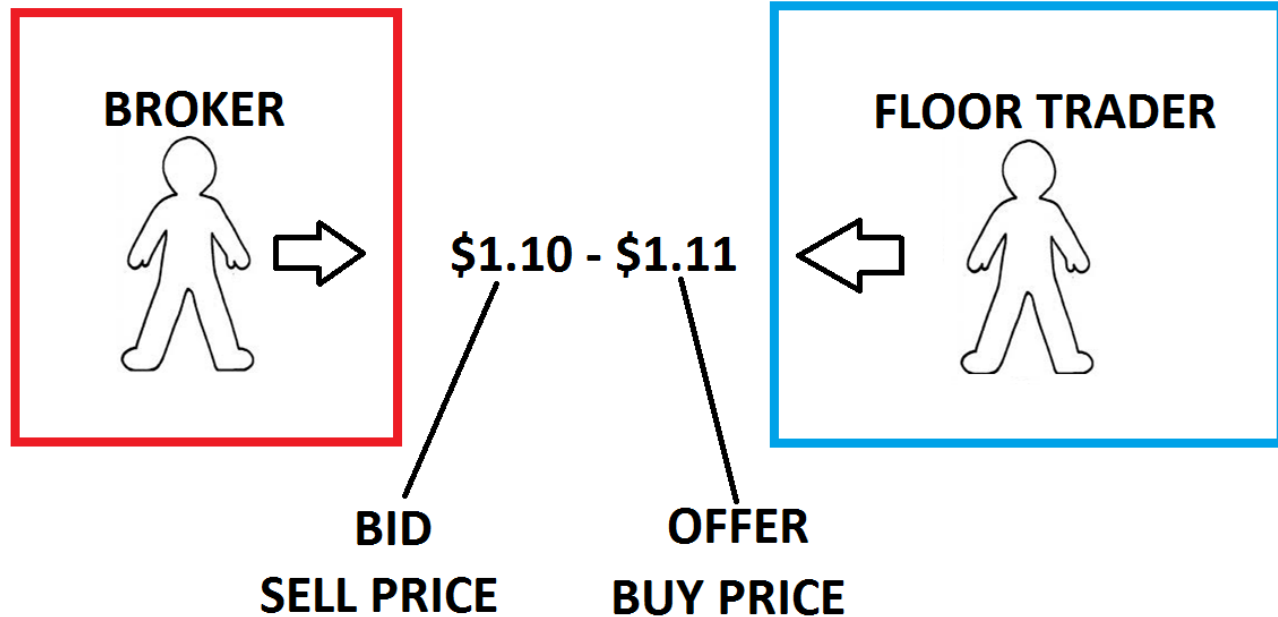 BROKER
FLOOR TRADER
$1.10 - $1.11
BID
SELL PRICE
OFFER
BUY PRICE